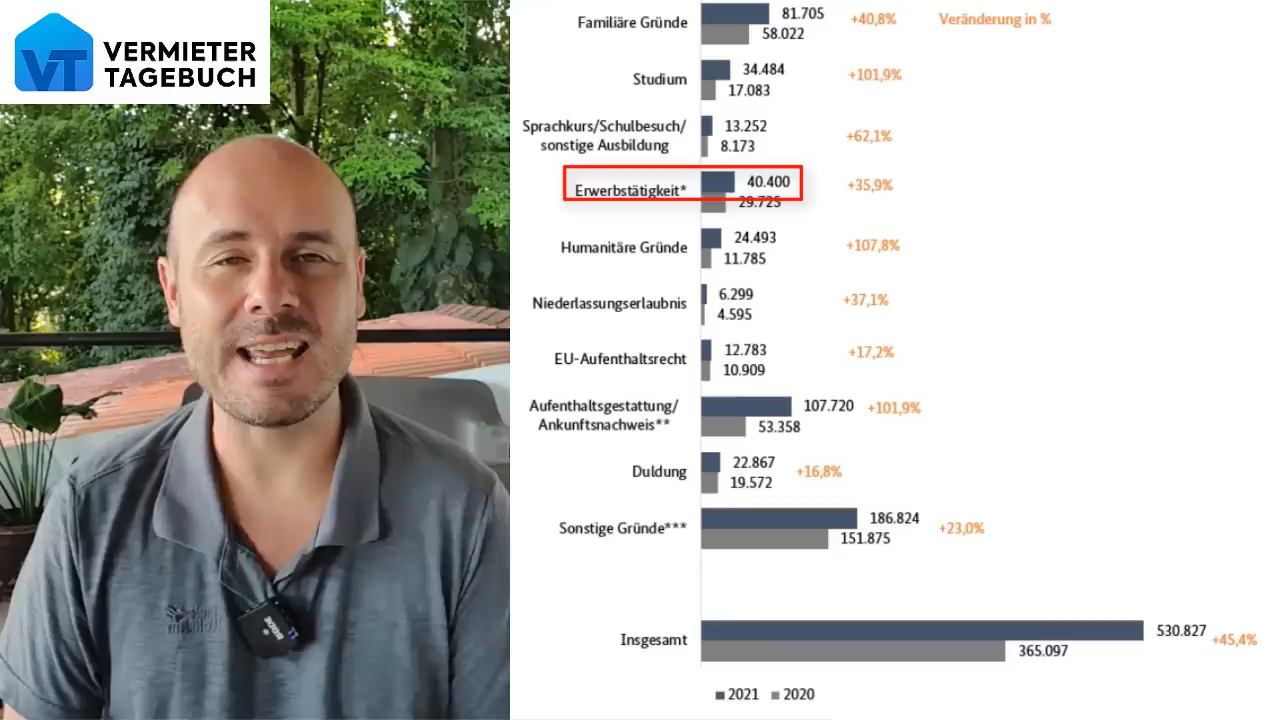 VERMIETER
TAGEBUCH
VT
Familiäre Gründe
81.705
58.022
+40,8%
Veränderung in %
Studium
34.484
17.083
+101,9%
Sprachkurs/Schulbesuch/
sonstige Ausbildung
13.252
8.173
+62,1%
Erwerbstätigkeit*
40.400
29.725
+35,9%
Humanitäre Gründe
24.493
11.785
+107,8%
Niederlassungserlaubnis
6.299
4.595
+37,1%
EU-Aufenthaltsrecht
12.783
10.909
+17,2%
Aufenthaltsgestattung/
Ankunftsnachweis**
107.720
53.358
+101,9%
Duldung
22.867
19.572
+16,8%
Sonstige Gründe***
186.824
151.875
+23,0%
Insgesamt
530.827
365.097
+45,4%
2021 2020
RØDE